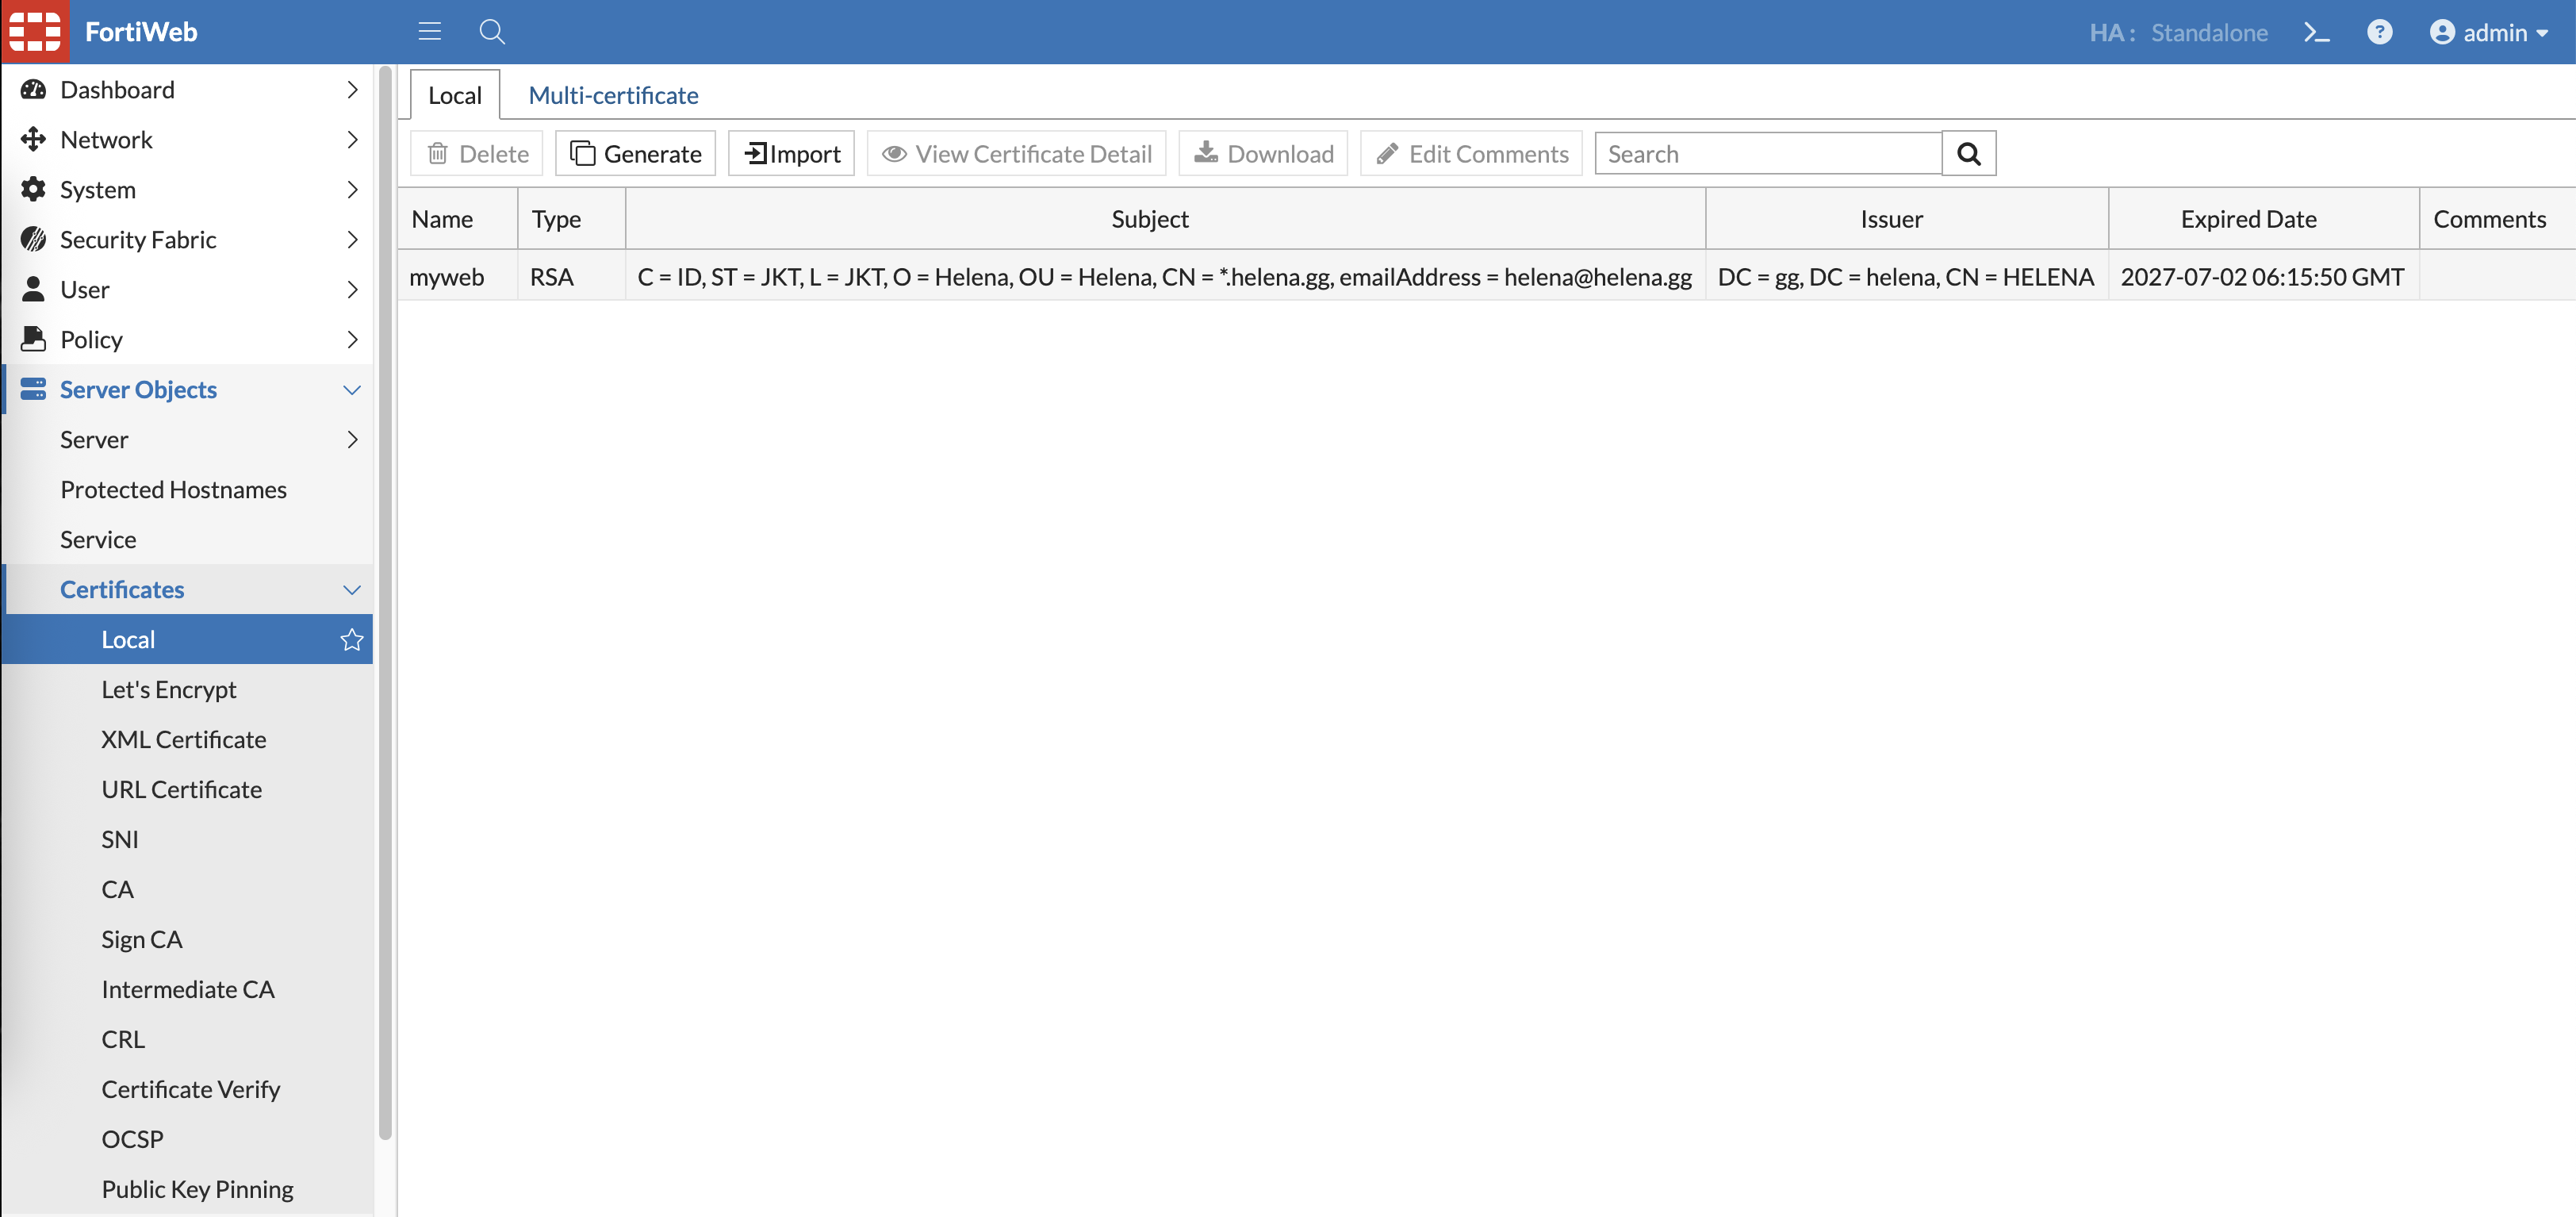 FortiWeb
HA: Standalone
admin
Dashboard
Network
System
Security Fabric
User
Policy
Server Objects
Server
Protected Hostnames
Service
Certificates
Local
Let's Encrypt
XML Certificate
URL Certificate
SNI
CA
Sign CA
Intermediate CA
CRL
Certificate Verify
OCSP
Public Key Pinning
Local Multi-certificate
Delete Generate Import View Certificate Detail Download Edit Comments Search
Name Type Subject Issuer Expired Date Comments
myweb RSA C = ID, ST = JKT, L = JKT, O = Helena, OU = Helena, CN = *.helena.gg, emailAddress = helena@helena.gg DC = gg, DC = helena, CN = HELENA 2027-07-02 06:15:50 GMT